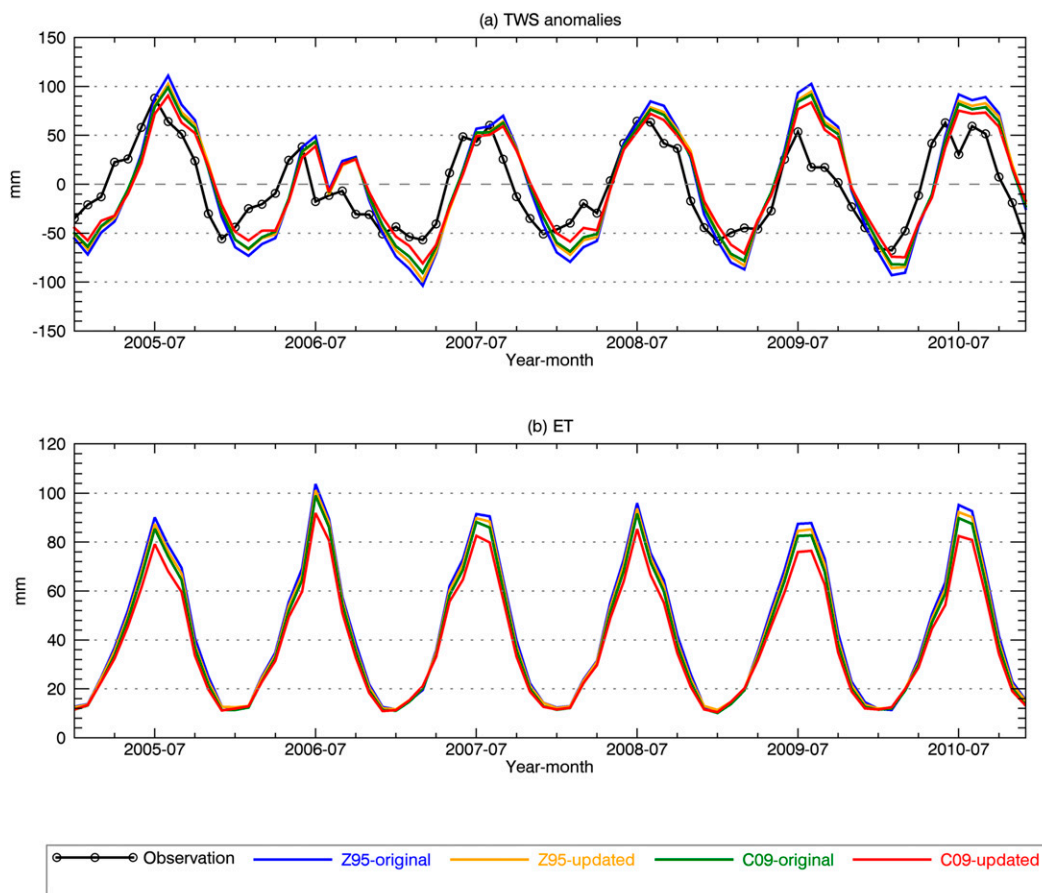 (a) TWS anomalies
150
100
50
0
-50
-100
-150
mm
2005-07 2006-07 2007-07 2008-07 2009-07 2010-07
Year-month
(b) ET
120
100
80
60
40
20
0
mm
2005-07 2006-07 2007-07 2008-07 2009-07 2010-07
Year-month
Observation Z95-original Z95-updated C09-original C09-updated